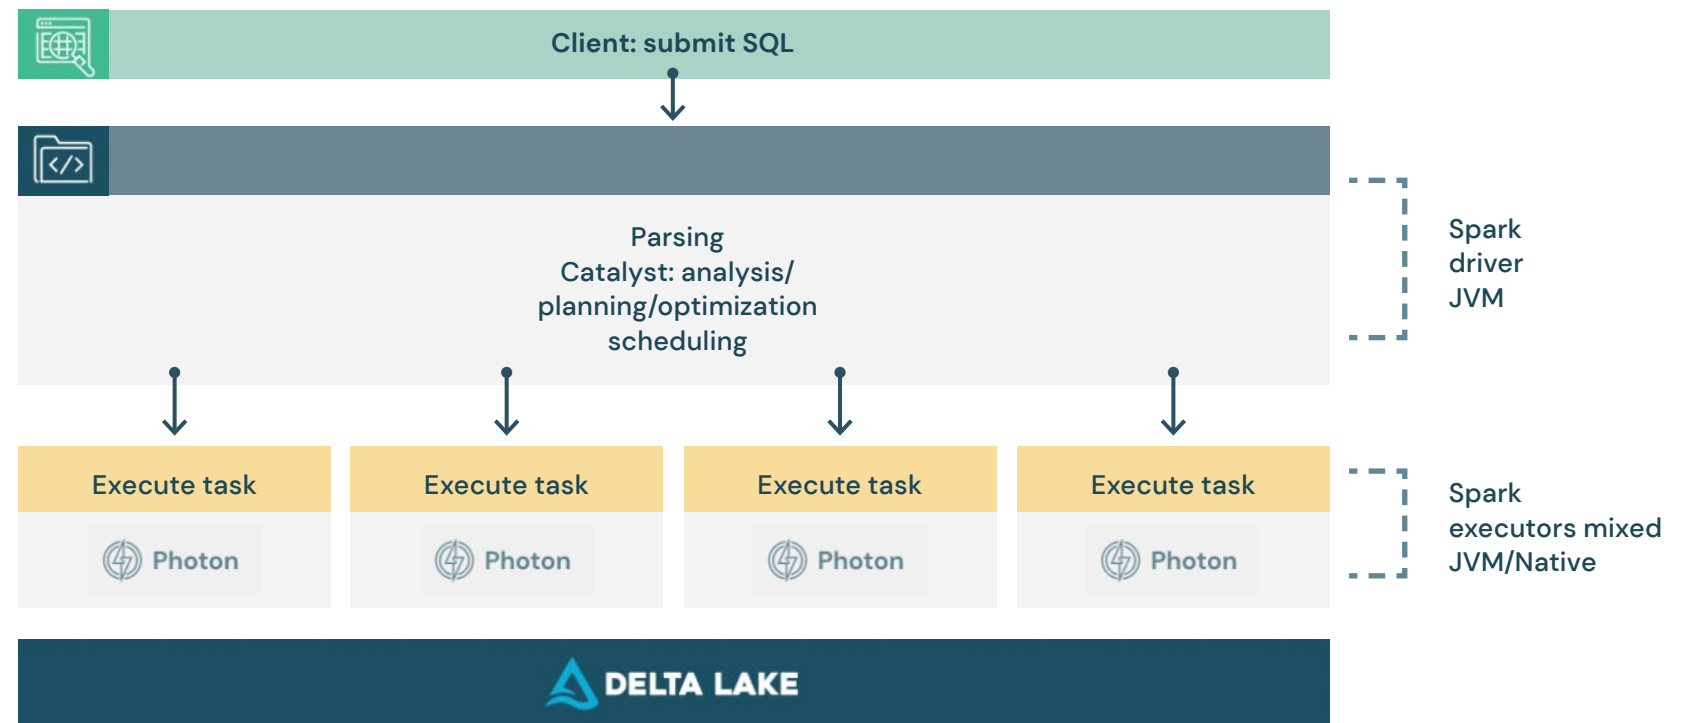 Client: submit SQL
</>
Parsing
Catalyst: analysis/
planning/optimization
scheduling
Spark
driver
JVM
Execute task
Execute task
Execute task
Execute task
Photon
Photon
Photon
Photon
Spark
executors mixed
JVM/Native
DELTA LAKE